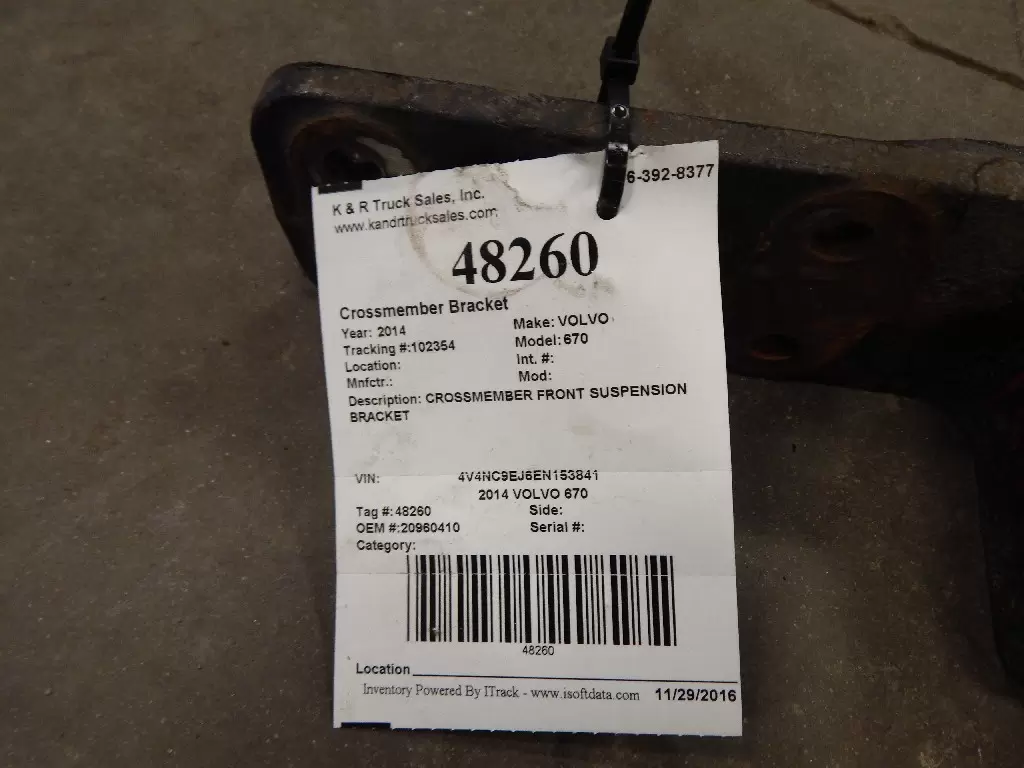 K & R Truck Sales, Inc.
6-392-8377
www.kandrtrucksales.com
48260
Crossmember Bracket
Year: 2014
Make: VOLVO
Tracking #:102354
Model: 670
Location:
Int. #:
Mnfctr.:
Mod:
Description: CROSSMEMBER FRONT SUSPENSION
BRACKET
VIN: 4V4NC9EJ6EN153841
2014 VOLVO 670
Tag #: 48260
Side:
OEM #:20960410
Serial #:
Category:
48260
Location
Inventory Powered By ITrack - www.isoftdata.com 11/29/2016